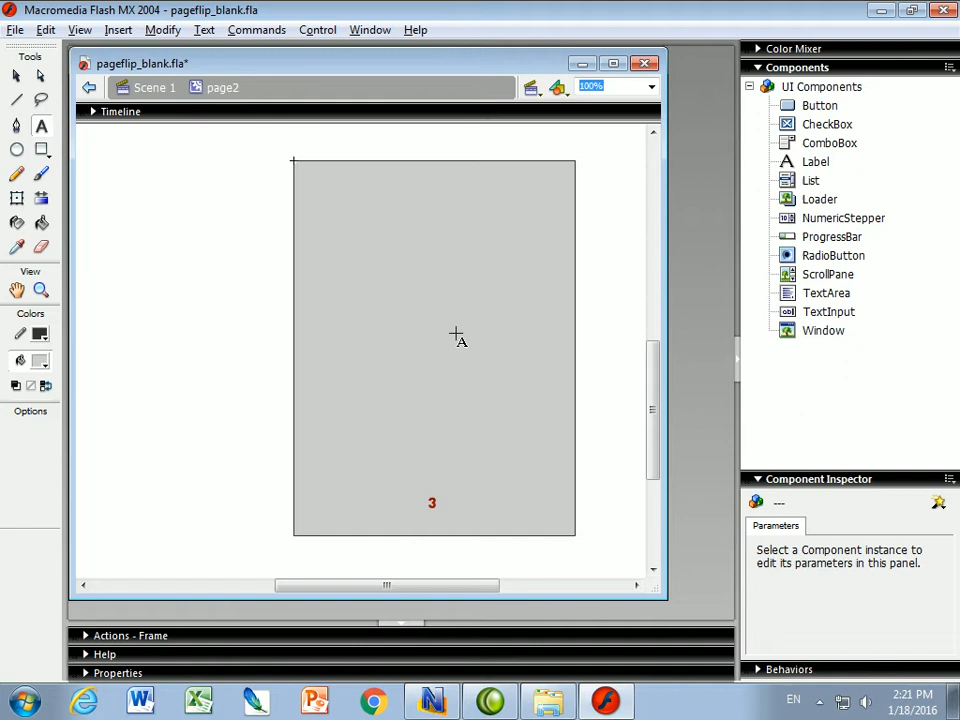 Macromedia Flash MX 2004 - pageflip_blank.fla
File Edit View Insert Modify Text Commands Control Window Help
Tools
View
Colors
Options
pageflip_blank.fla*
Scene 1 page2
100%
Timeline
3
A
Color Mixer
Components
UI Components
Button
CheckBox
ComboBox
Label
List
Loader
NumericStepper
ProgressBar
RadioButton
ScrollPane
TextArea
TextInput
Window
Component Inspector
---
Parameters
Select a Component instance to
edit its parameters in this panel.
Behaviors
Actions - Frame
Help
Properties
EN
2:21 PM
1/18/2016